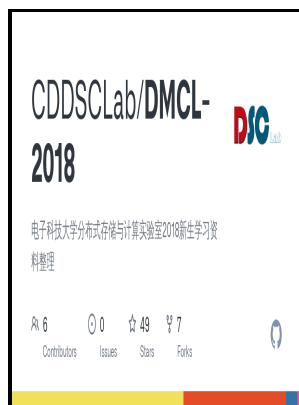 CDDSCLab/DMCL-
2018
DSC Lab
电子科技大学分布式存储与计算实验室2018新生学习资
料整理
6 0 49 7
Contributors Issues Stars Forks